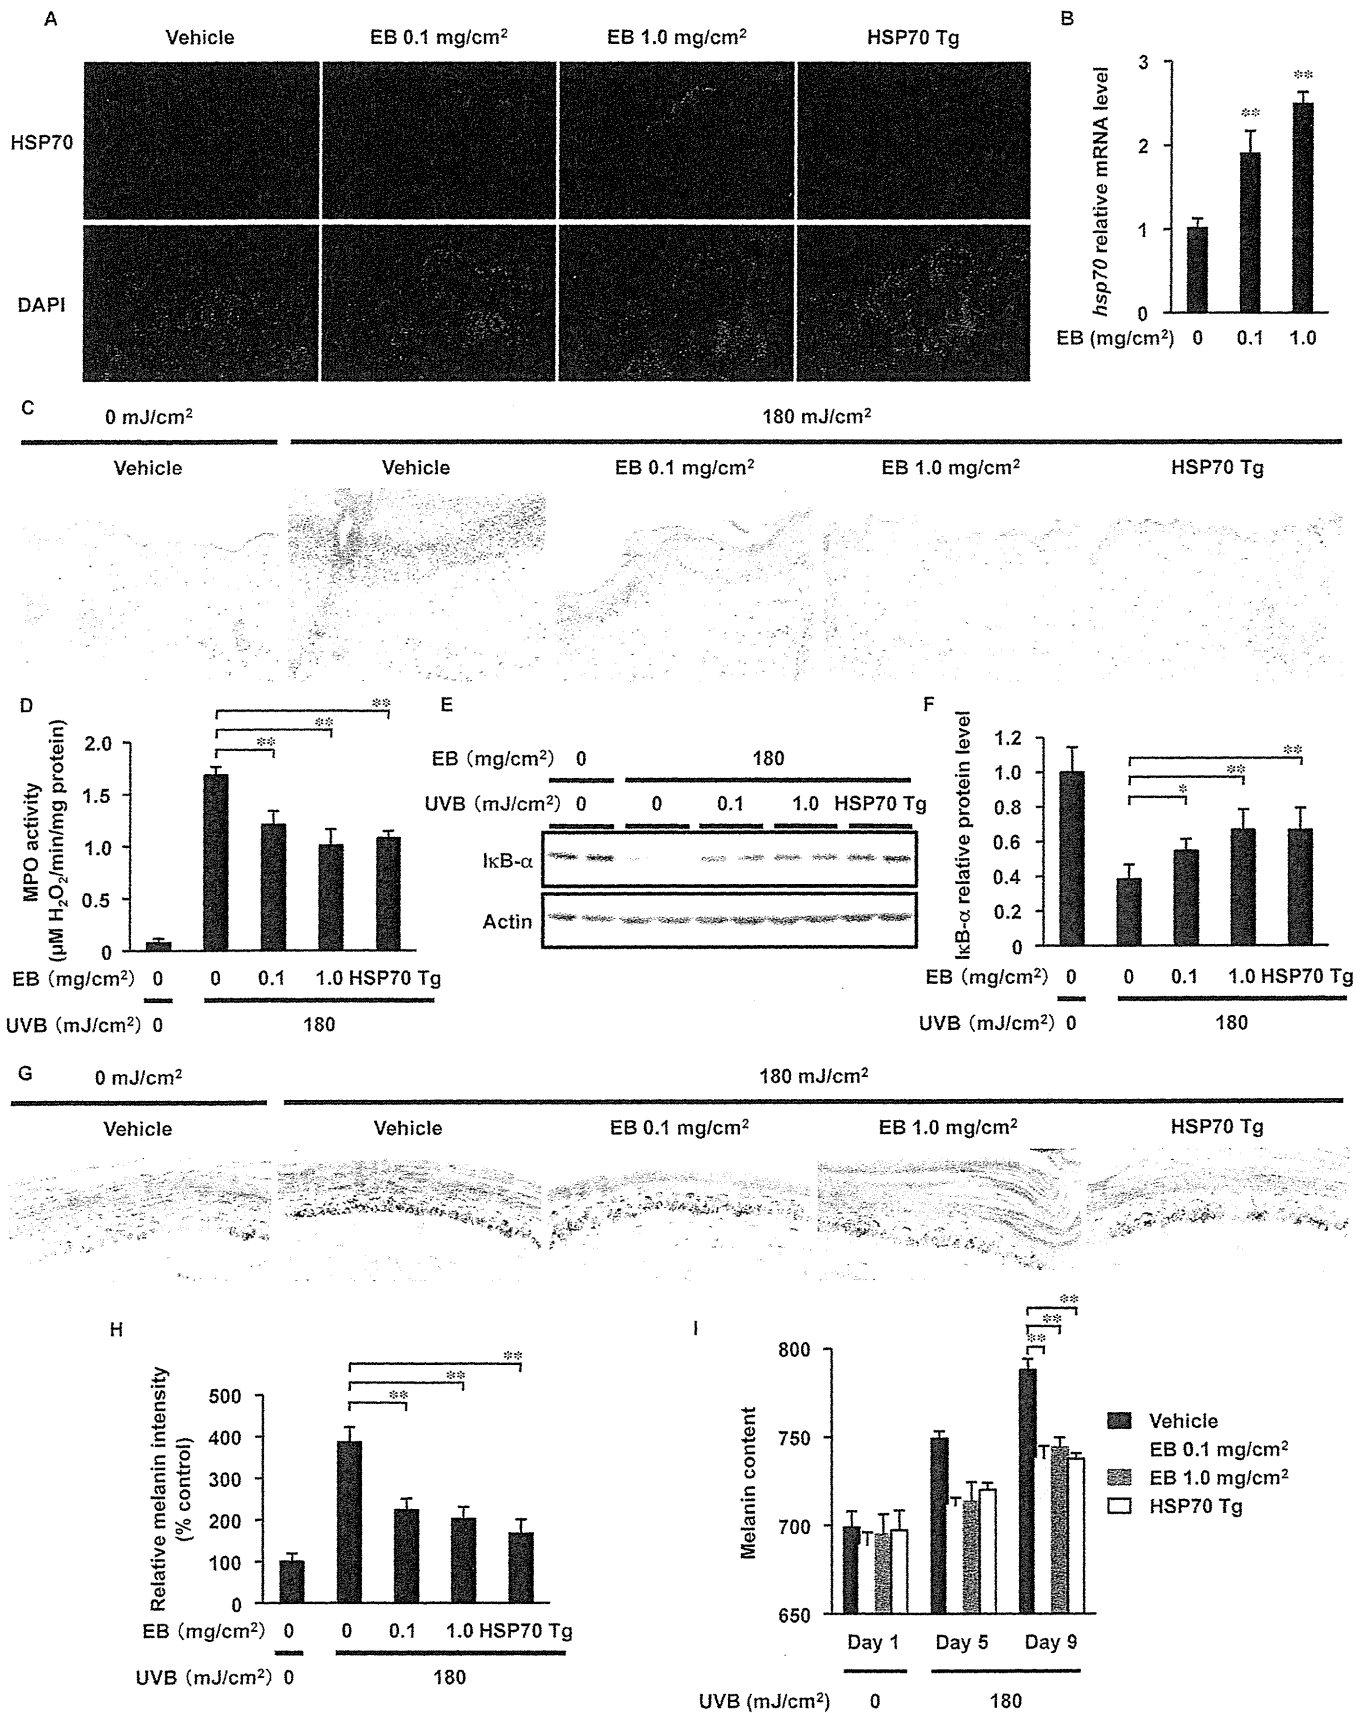 A
Vehicle EB 0.1 mg/cm² EB 1.0 mg/cm² HSP70 Tg
HSP70
DAPI
B
hsp70 relative mRNA level
3
2
1
0
** **
EB (mg/cm²) 0 0.1 1.0
C
0 mJ/cm² 180 mJ/cm²
Vehicle Vehicle EB 0.1 mg/cm² EB 1.0 mg/cm² HSP70 Tg
D
MPO activity
(μM H₂O₂/min/mg protein)
2.0
1.5
1.0
0.5
0
**
**
**
EB (mg/cm²) 0 0 0.1 1.0 HSP70 Tg
UVB (mJ/cm²) 0 180
E
EB (mg/cm²) 0 180
UVB (mJ/cm²) 0 0 0.1 1.0 HSP70 Tg
IκB-α
Actin
F
IκB-α relative protein level
1.2
1.0
0.8
0.6
0.4
0.2
0
**
**
*
EB (mg/cm²) 0 0 0.1 1.0 HSP70 Tg
UVB (mJ/cm²) 0 180
G
0 mJ/cm² 180 mJ/cm²
Vehicle Vehicle EB 0.1 mg/cm² EB 1.0 mg/cm² HSP70 Tg
H
Relative melanin intensity
(% control)
500
400
300
200
100
0
**
**
**
EB (mg/cm²) 0 0 0.1 1.0 HSP70 Tg
UVB (mJ/cm²) 0 180
I
Melanin content
800
750
700
650
**
**
**
Vehicle
EB 0.1 mg/cm²
EB 1.0 mg/cm²
HSP70 Tg
Day 1 Day 5 Day 9
UVB (mJ/cm²) 0 180